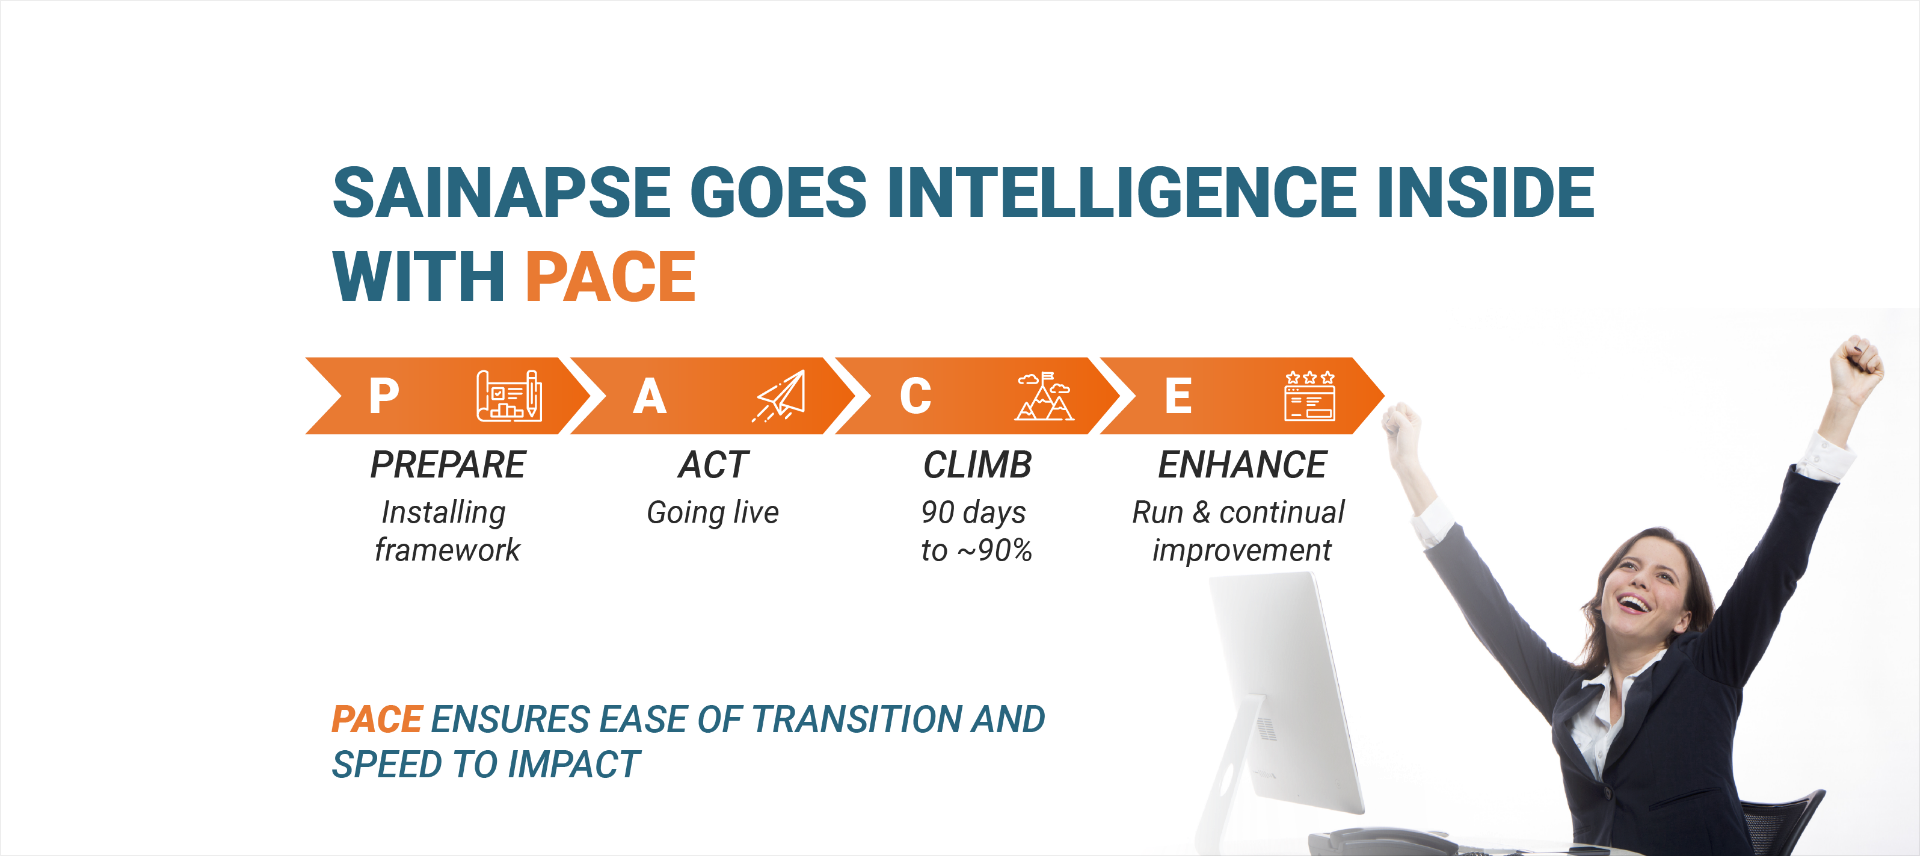 SAINAPSE GOES INTELLIGENCE INSIDE
WITH PACE
P
A
C
E
PREPARE
Installing
framework
ACT
Going live
CLIMB
90 days
to ~90%
ENHANCE
Run & continual
improvement
PACE ENSURES EASE OF TRANSITION AND
SPEED TO IMPACT